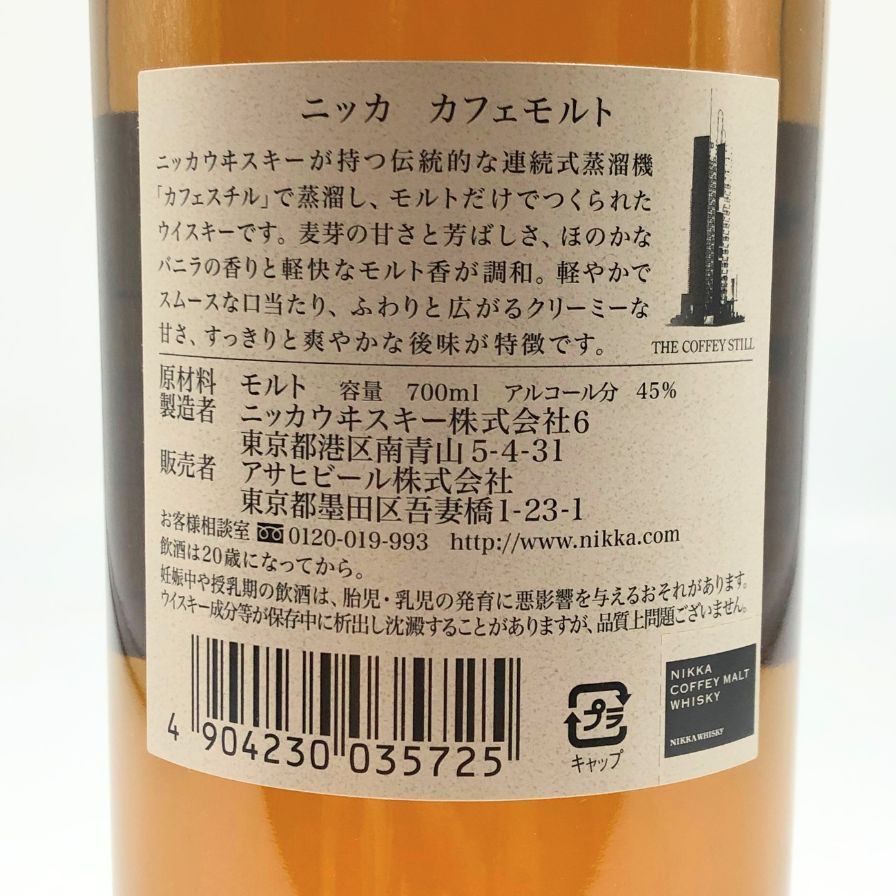 ニッカ カフェモルト
ニッカウヰスキーが持つ伝統的な連続式蒸溜機
「カフェスチル」で蒸溜し、モルトだけでつくられた
ウイスキーです。麦芽の甘さと芳ばしさ、ほのかな
バニラの香りと軽快なモルト香が調和。軽やかで
スムースな口当たり、ふわりと広がるクリーミーな
甘さ、すっきりと爽やかな後味が特徴です。
THE COFFEY STILL
原材料 モルト 容量 700ml アルコール分 45%
製造者 ニッカウヰスキー株式会社6
東京都港区南青山5-4-31
販売者 アサヒビール株式会社
東京都墨田区吾妻橋1-23-1
お客様相談室 0120-019-993 http://www.nikka.com
飲酒は20歳になってから。
妊娠中や授乳期の飲酒は、胎児・乳児の発育に悪影響を与えるおそれがあります。
ウイスキー成分等が保存中に析出し沈澱することがありますが、品質上問題ございません。
4 904230 035725
プラ
キャップ
NIKKA
COFFEY MALT
WHISKY
NIKKA WHISKY